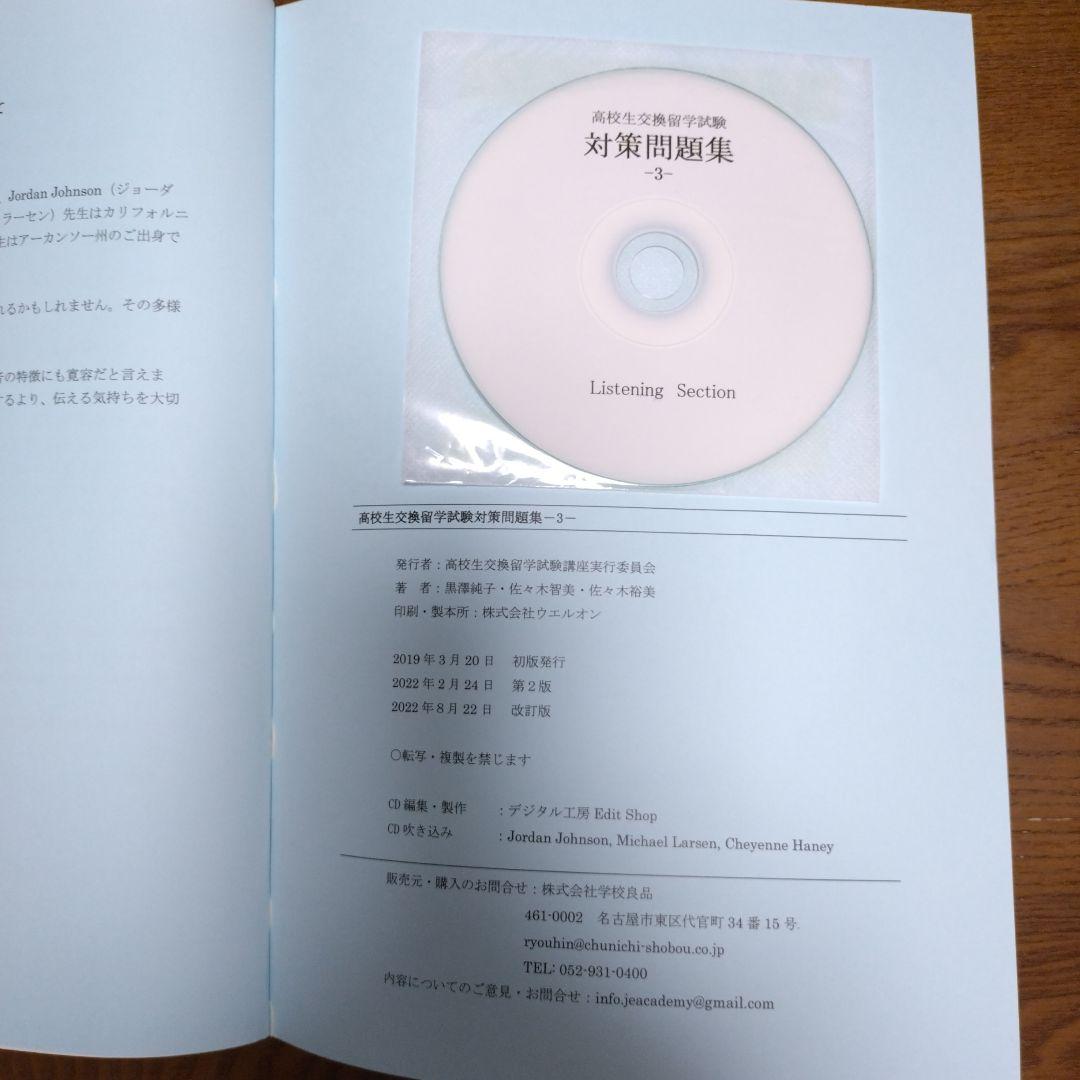 Jordan Johnson（ジョーダ
ラーセン）先生はカリフォルニ
生はアーカンソー州のご出身で
れるかもしれません。その多様
の特徴にも寛容だと言えま
するより、伝える気持ちを大切
高校生交換留学試験
対策問題集
-3-
Listening Section
高校生交換留学試験対策問題集－3－
発行者：高校生交換留学試験講座実行委員会
著　者：黒澤純子・佐々木智美・佐々木裕美
印刷・製本所：株式会社ウエルオン
2019年3月20日　初版発行
2022年2月24日　第2版
2022年8月22日　改訂版
○転写・複製を禁じます
CD編集・製作　：デジタル工房 Edit Shop
CD吹き込み　：Jordan Johnson, Michael Larsen, Cheyenne Haney
販売元・購入のお問合せ：株式会社学校良品
461-0002　名古屋市東区代官町34番15号
ryouhin@chunichi-shobou.co.jp
TEL: 052-931-0400
内容についてのご意見・お問合せ：info.jeacademy@gmail.com